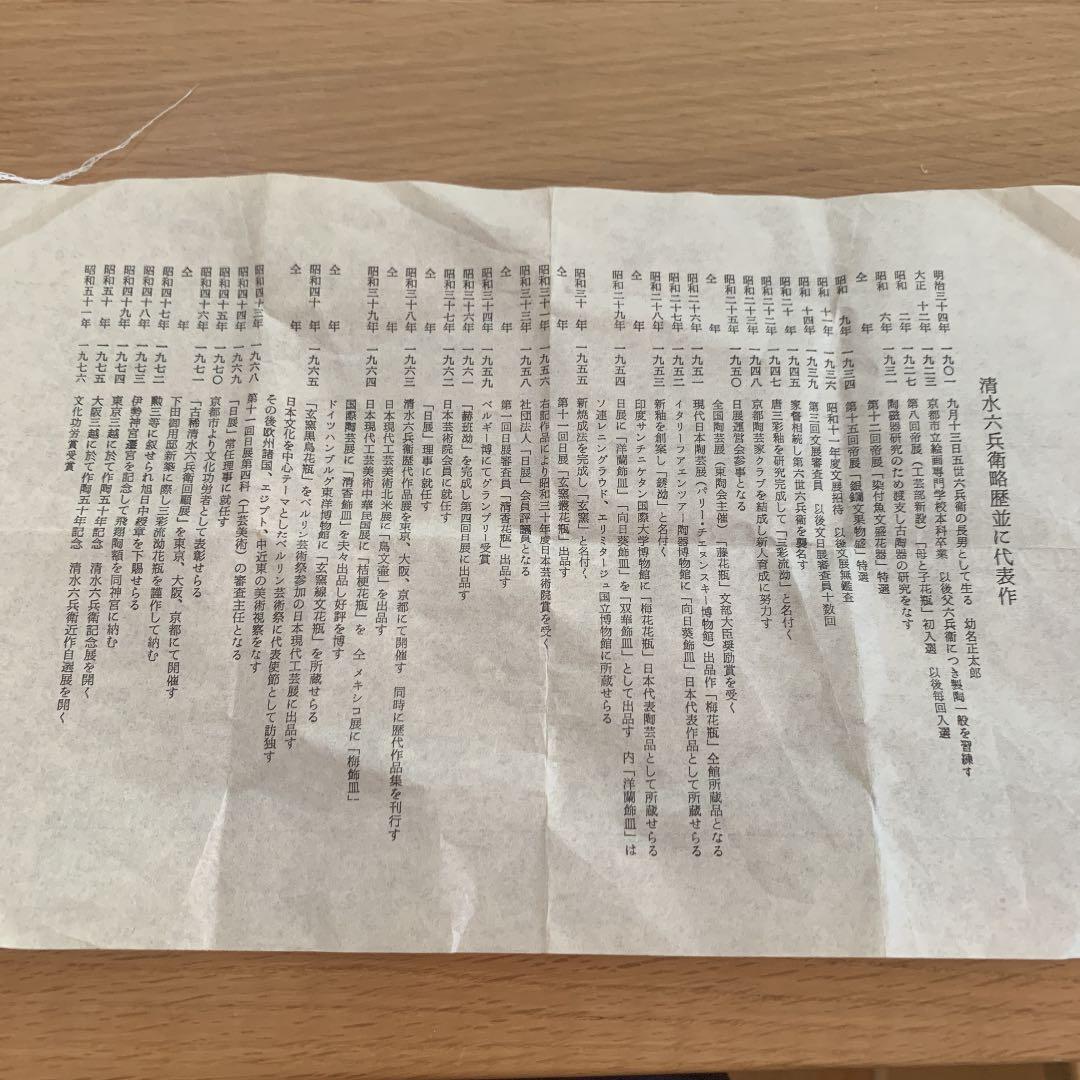 清水六兵衛略歴並に代表作
明治三十四年 一九〇一 九月十三日五世六兵衛の長男として生る 幼名正太郎
大正 十二年 一九二三 京都市立絵画専門学校本科卒業 以後父六兵衛につき製陶一般を習練す
昭和 二年 一九二七 第八回帝展(工芸部新設)「母と子花瓶」初入選 以後毎回入選
昭和 六年 一九三一 陶磁器研究のため渡支し古陶器の研究をなす
仝 年 第十二回帝展「染付魚文盛花器」特選
昭和 九年 一九三四 第十五回帝展「銀鑭文果物盛」特選
昭和 十一年 一九三六 昭和十一年度文展招待 以後文展無鑑査
昭和 十四年 一九三九 第三回文展審査員 以後文日展審査員十数回
昭和二十年 家督相続し第六世六兵衛を襲名す
昭和二十二年 一九四七 唐三彩釉を研究完成して「三彩流泑」と名付く
昭和二十三年 一九四八 京都陶芸家クラブを結成し新人育成に努力す
昭和二十五年 一九五〇 日展運営会参事となる
仝 年 全国陶芸展(東陶会主催)「藤花瓶」文部大臣奨励賞を受く
昭和二十六年 一九五一 現代日本陶芸展(パリー・チェヌンスキー博物館)出品作「梅花瓶」仝館所蔵品となる
昭和二十七年 一九五二 イタリーファエンツアー陶器博物館に「向日葵飾皿」日本代表作品として所蔵せらる
昭和二十八年 一九五三 新釉を創案し「銹泑」と名付く
仝 年 印度サンチニケタン国際大学博物館に「梅花花瓶」日本代表陶芸品として所蔵せらる
昭和二十九年 一九五四 日展に「洋蘭飾皿」「向日葵飾皿」を「双華飾皿」として出品す 内「洋蘭飾皿」は
ソ連レニングラウド、エリミタージュ国立博物館に所蔵せらる
昭和三十年 一九五五 新焼成法を完成し「玄窯」と名付く
仝 年 第十一回日展「玄窯叢花瓶」出品す
昭和三十一年 一九五六 右記作品により昭和三十年度日本芸術院賞を受く
昭和三十三年 一九五八 社団法人「日展」会員評議員となる
仝 年 第一回日展審査員「清香花瓶」出品す
昭和三十四年 一九五九 ベルギー博にてグランプリー受賞
昭和三十六年 一九六一 「赫斑泑」を完成し第四回日展に出品す
昭和三十七年 一九六二 日本芸術院会員に就任す
仝 年 「日展」理事に就任す
昭和三十八年 一九六三 清水六兵衛歴代作品展を東京、大阪、京都にて開催す 同時に歴代作品集を刊行す
仝 年 日本現代工芸美術北米展に「鳥文壷」を出品す
昭和三十九年 一九六四 日本現代工芸美術中華民国展に「桔梗花瓶」を 仝 メキシコ展に「梅飾皿」
国際陶芸展に「清香飾皿」を夫々出品し好評を博す
仝 年 ドイツハンブルグ東洋博物館に「玄窯線文花瓶」を所蔵せらる
昭和四十年 一九六五 「玄窯黒鳥花瓶」をベルリン芸術祭参加の日本現代工芸展に出品す
仝 年 日本文化を中心テーマとしたベルリン芸術祭に代表使節として訪独す
その後欧州諸国、エジプト、中近東の美術視察をなす
昭和四十三年 一九六八 第十一回日展第四科(工芸美術)の審査主任となる
昭和四十四年 一九六九 「日展」常任理事に就任す
昭和四十五年 一九七〇 京都市より文化功労者として表彰せらる
仝 年 一九七一 「古稀清水六兵衛回顧展」を東京、大阪、京都にて開催す
下田御用邸新築に際し三彩流泑花瓶を謹作して納む
昭和四十七年 一九七二 勲三等に叙せられ旭日中綬章を下賜せらる
昭和四十八年 一九七三 伊勢神宮遷宮を記念して飛翔陶額を同神宮に納む
昭和四十九年 一九七四 東京三越に於て作陶五十年記念 清水六兵衛記念展を開く
昭和五十年 一九七五 大阪三越に於て作陶五十年記念 清水六兵衛近作自選展を開く
昭和五十一年 一九七六 文化功労賞受賞